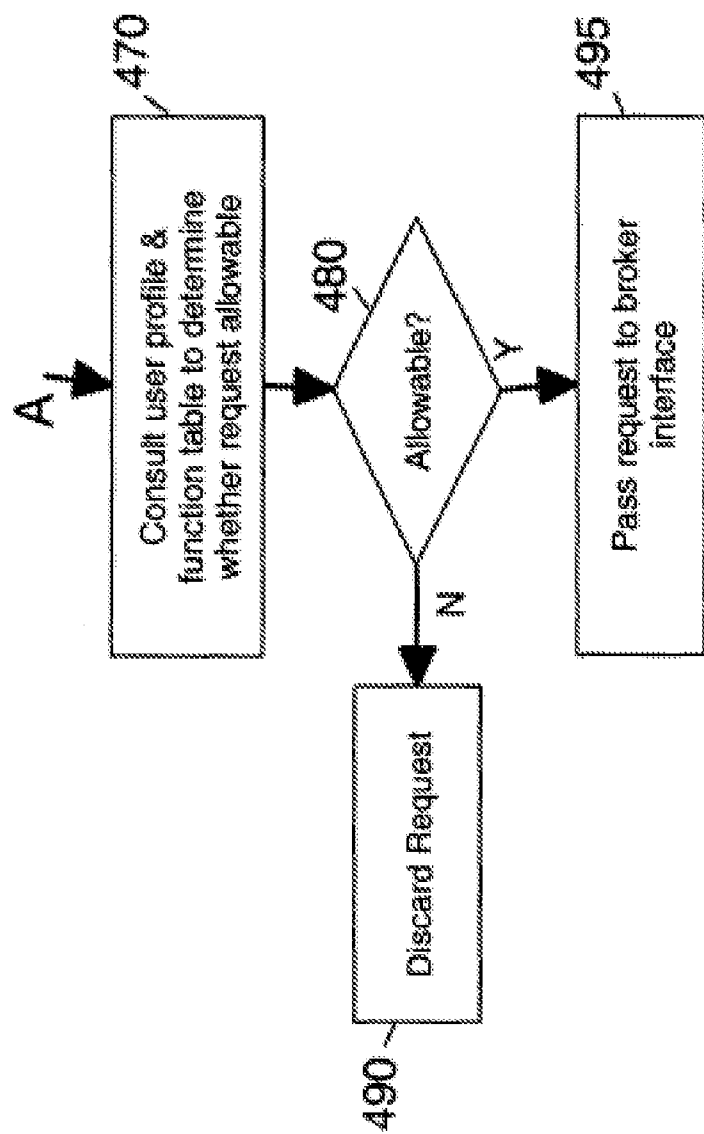 A
470
Consult user profile &
function table to determine
whether request allowable
480
Allowable?
N
Y
490
Discard Request
495
Pass request to broker
interface